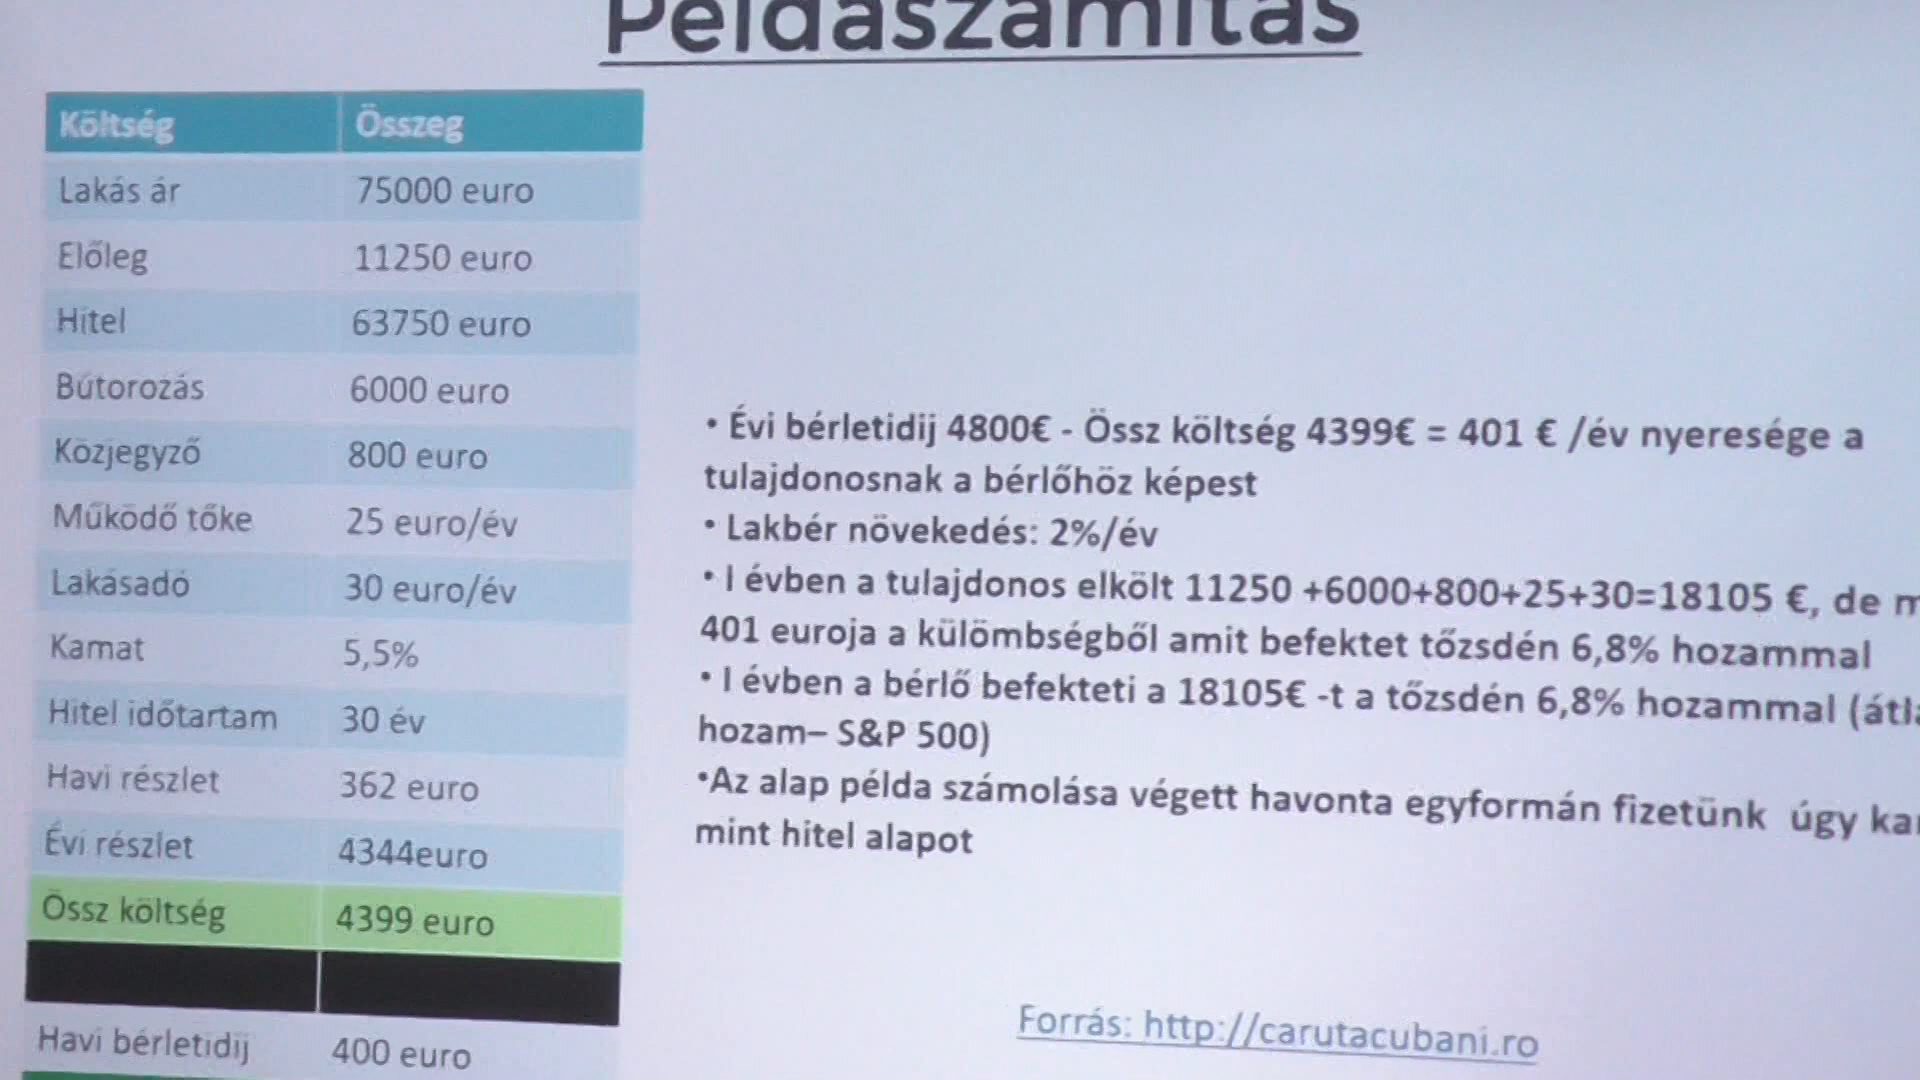 Példaszámítás
Költség Összeg
Lakás ár 75000 euro
Előleg 11250 euro
Hitel 63750 euro
Bútorozás 6000 euro
Közjegyző 800 euro
Működő tőke 25 euro/év
Lakásadó 30 euro/év
Kamat 5,5%
Hitel időtartam 30 év
Havi részlet 362 euro
Évi részlet 4344euro
Össz költség 4399 euro
Havi bérletidij 400 euro
• Évi bérletidij 4800€ - Össz költség 4399€ = 401 € /év nyeresége a
tulajdonosnak a bérlőhöz képest
• Lakbér növekedés: 2%/év
• I évben a tulajdonos elkölt 11250 +6000+800+25+30=18105 €, de
401 euroja a külömbségből amit befektet tőzsdén 6,8% hozammal
• I évben a bérlő befekteti a 18105€ -t a tőzsdén 6,8% hozammal
hozam– S&P 500)
•Az alap példa számolása végett havonta egyformán fizetünk úgy
mint hitel alapot
Forrás: http://carutacubani.ro